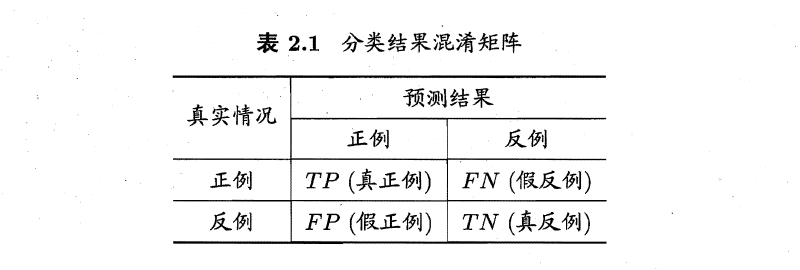 表 2.1 分类结果混淆矩阵
真实情况 预测结果
正例 反例
正例 TP (真正例) FN (假反例)
反例 FP (假正例) TN (真反例)